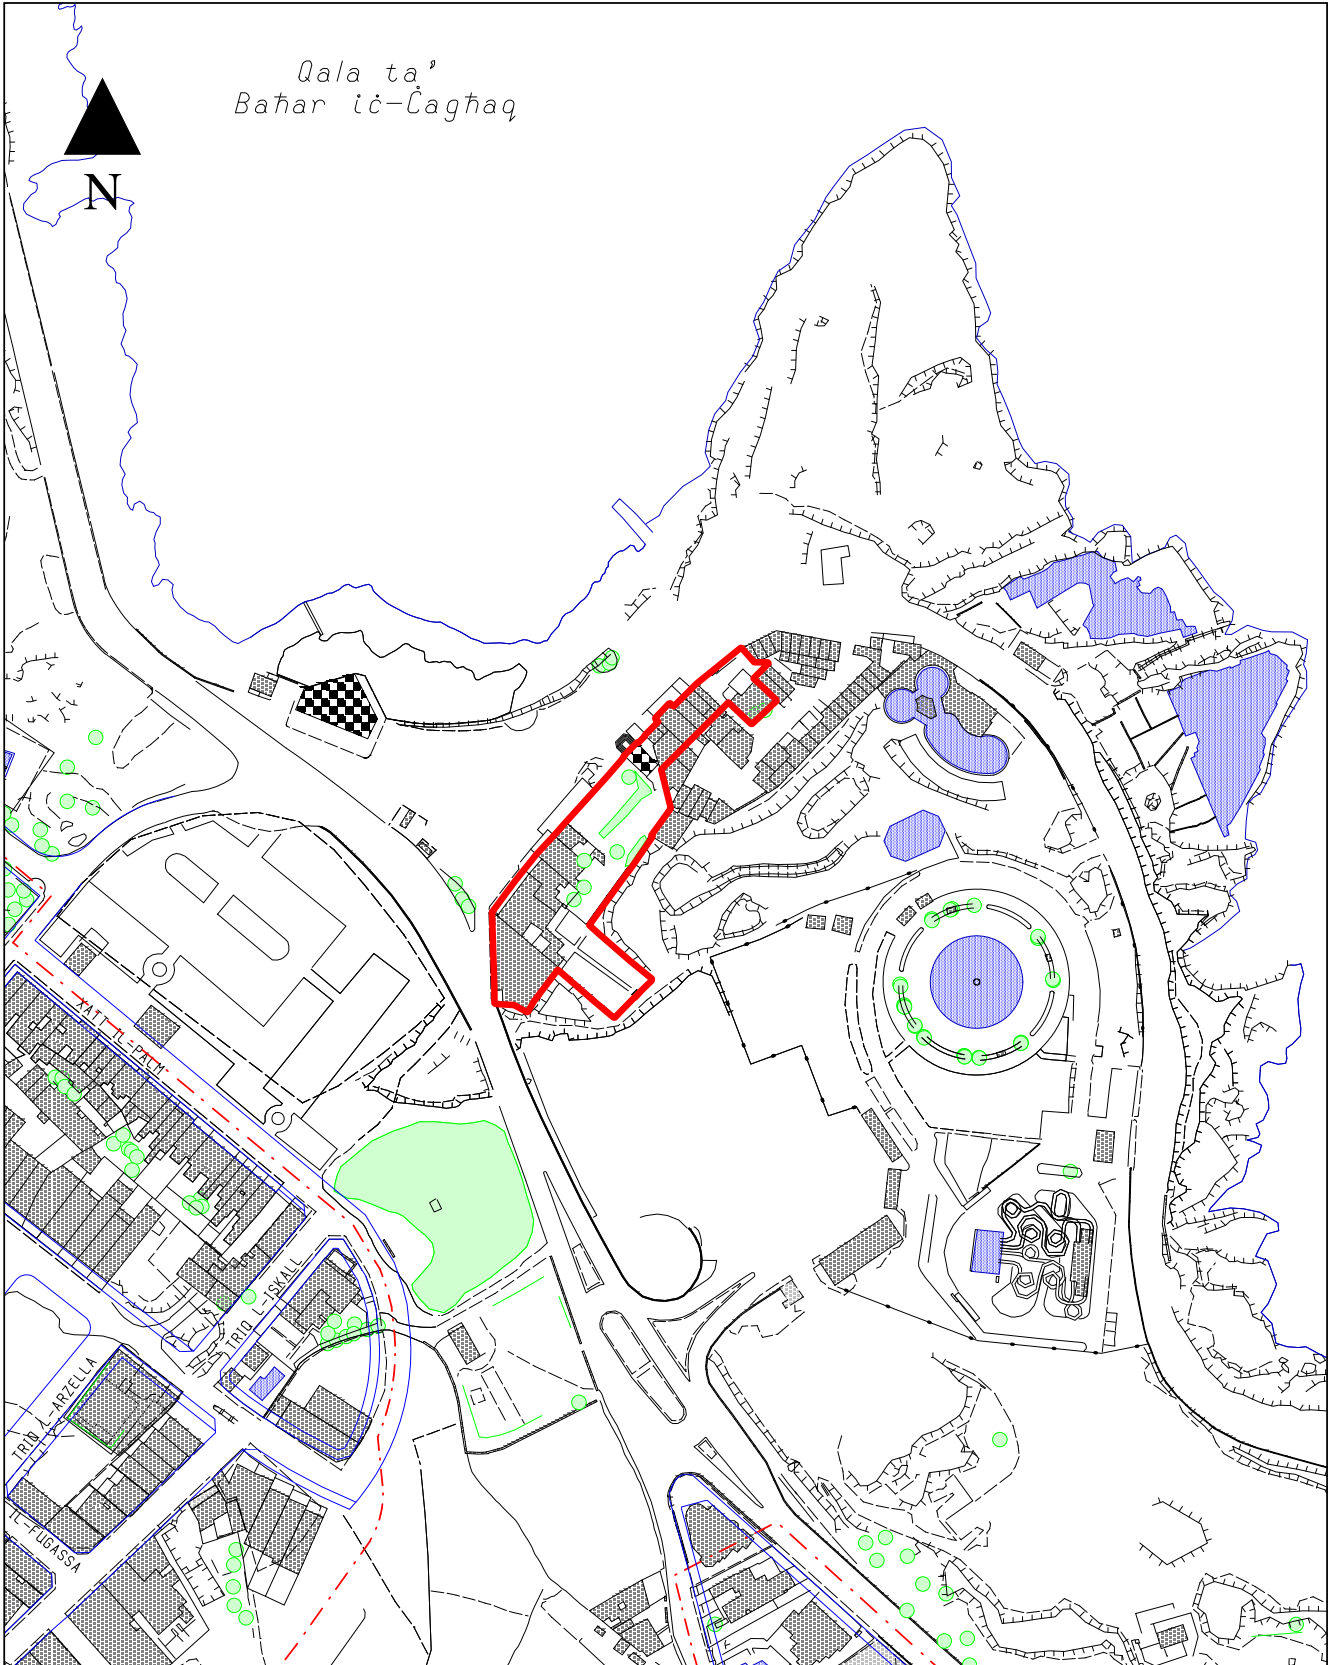 Qala ta'
Baħar iċ-Ċagħaq
N
XATT IL-PALM
TRIQ L-ISKALL
TRIQ L-ARZELLA
IL-FUGASSA